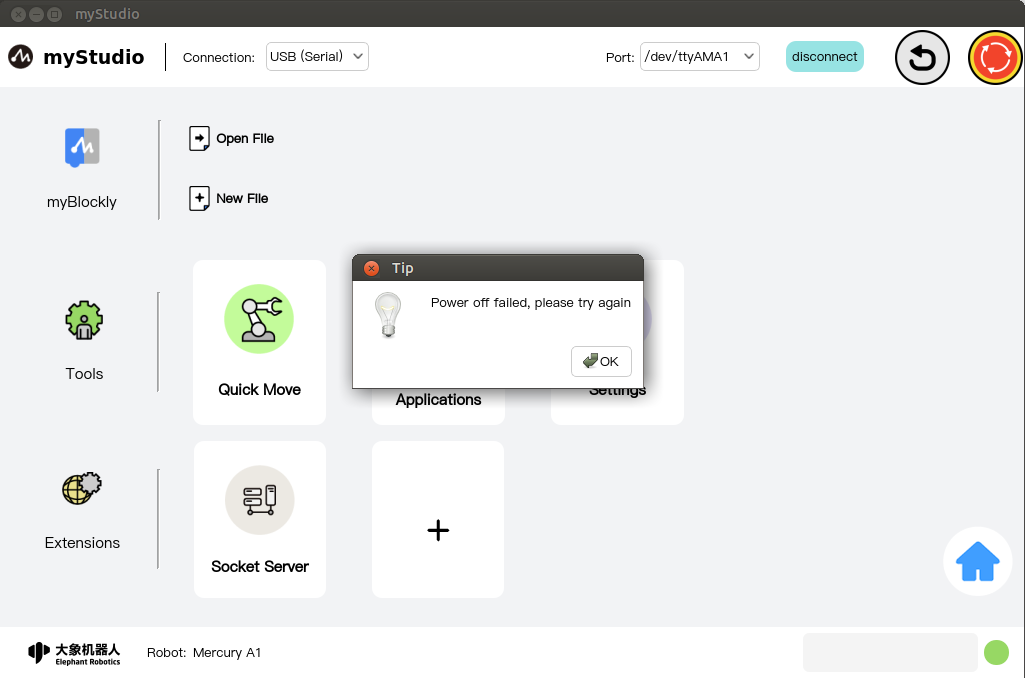 myStudio
myStudio
Connection:
USB (Serial)
Port:
/dev/ttyAMA1
disconnect
myBlockly
Open File
New File
Tip
Power off failed, please try again
OK
Tools
Quick Move
Applications
Settings
Extensions
Socket Server
大象机器人
Elephant Robotics
Robot: Mercury A1